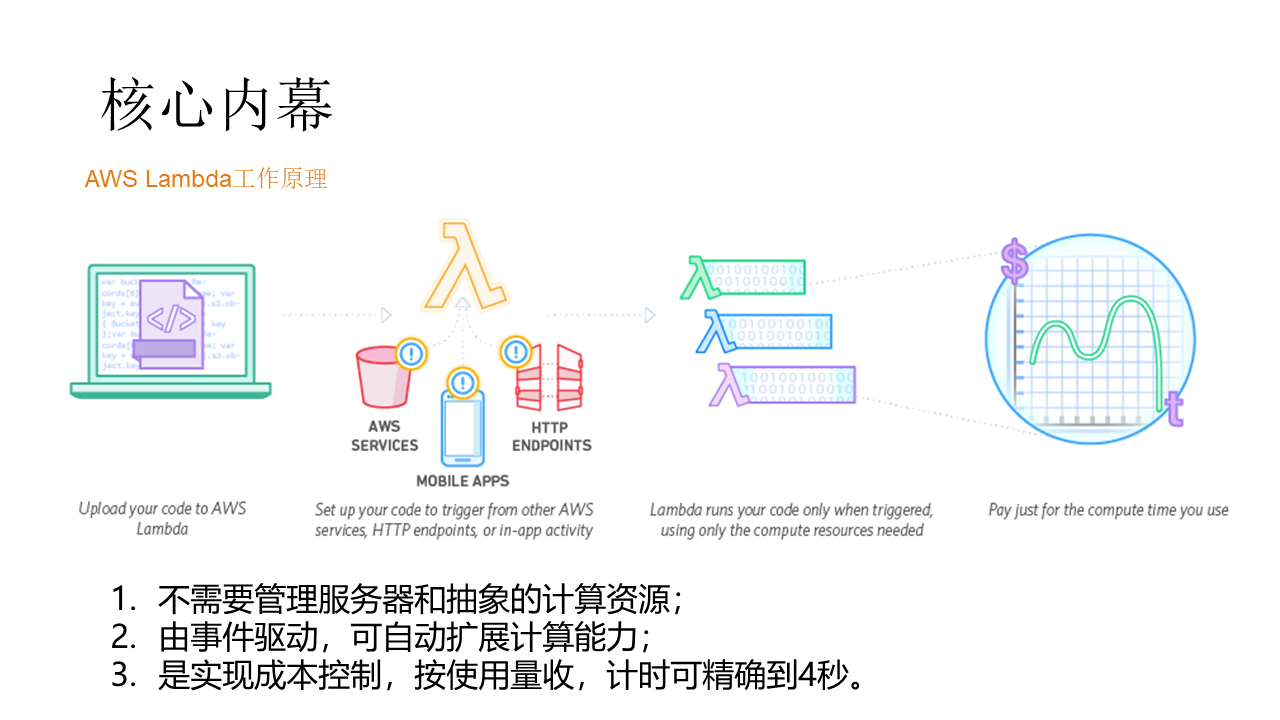 核心内幕
AWS Lambda工作原理
$
t
AWS
SERVICES
MOBILE APPS
HTTP
ENDPOINTS
Upload your code to AWS
Lambda
Set up your code to trigger from other AWS
services, HTTP endpoints, or in-app activity
Lambda runs your code only when triggered,
using only the compute resources needed
Pay just for the compute time you use
1. 不需要管理服务器和抽象的计算资源；
2. 由事件驱动，可自动扩展计算能力；
3. 是实现成本控制，按使用量收，计时可精确到4秒。